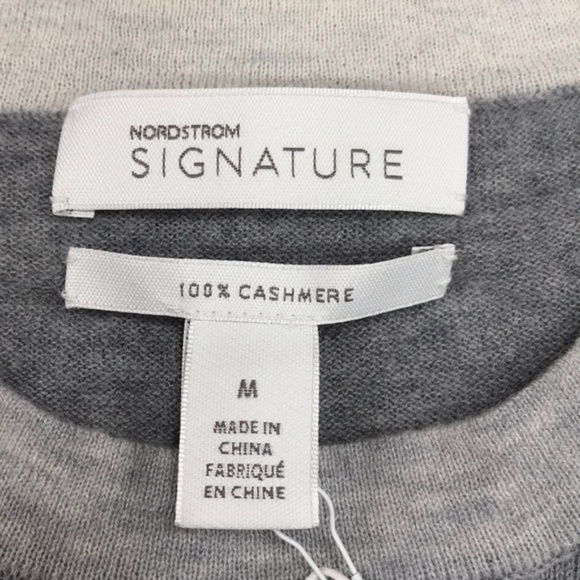 NORDSTROM
SIGNATURE
100% CASHMERE
M
MADE IN
CHINA
FABRIQUÉ
EN CHINE